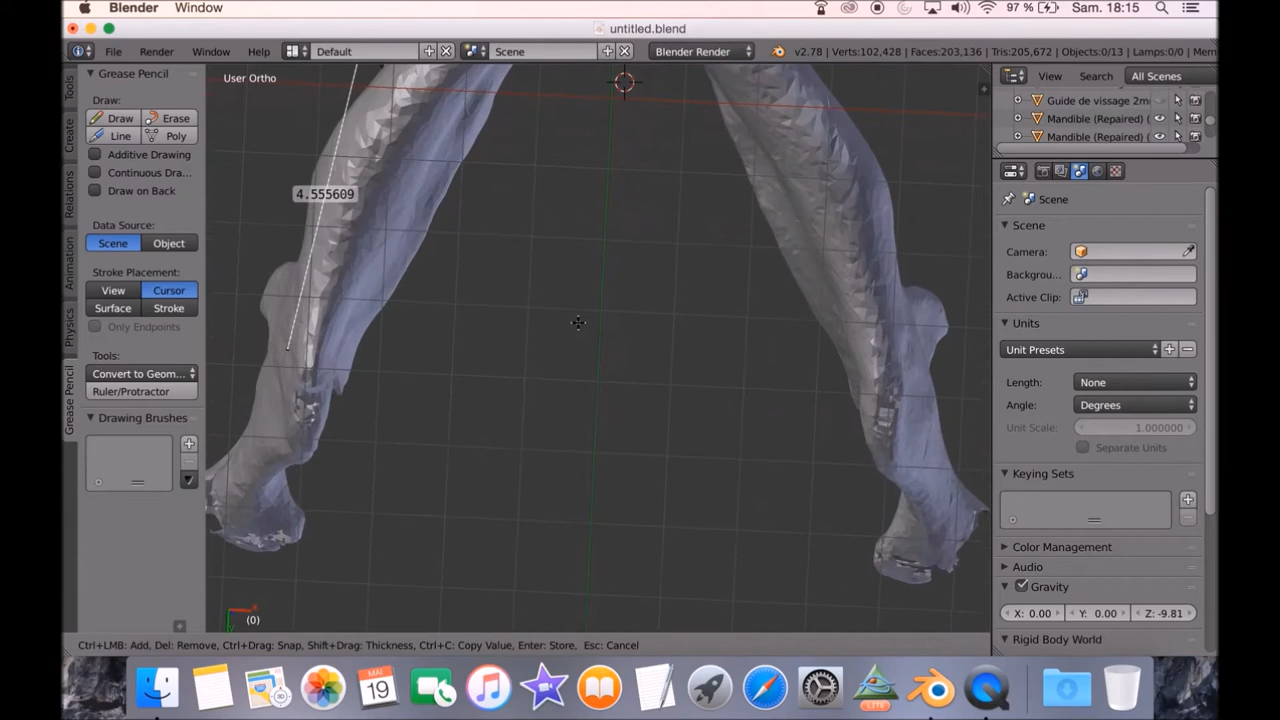 Blender Window 97 % Sam. 18:15
untitled.blend
File Render Window Help Default Scene Blender Render v2.78 | Verts:102,428 | Faces:203,136 | Tris:205,672 | Objects:0/13 | Lamps:0/0 | Mem
Tools
Create
Relations
Animation
Physics
Grease Pencil
Grease Pencil
Draw:
Draw Erase
Line Poly
Additive Drawing
Continuous Dra...
Draw on Back
Data Source:
Scene Object
Stroke Placement:
View Cursor
Surface Stroke
Only Endpoints
Tools:
Convert to Geom...
Ruler/Protractor
Drawing Brushes
User Ortho
4.555609
(0)
Ctrl+LMB: Add, Del: Remove, Ctrl+Drag: Snap, Shift+Drag: Thickness, Ctrl+C: Copy Value, Enter: Store, Esc: Cancel
View Search All Scenes
Guide de vissage 2m
Mandible (Repaired) (
Mandible (Repaired) (
Scene
Scene
Camera:
Backgrou...
Active Clip:
Units
Unit Presets
Length: None
Angle: Degrees
Unit Scale: 1.000000
Separate Units
Keying Sets
Color Management
Audio
Gravity
X: 0.00 Y: 0.00 Z: -9.81
Rigid Body World
MAI
19
LITE